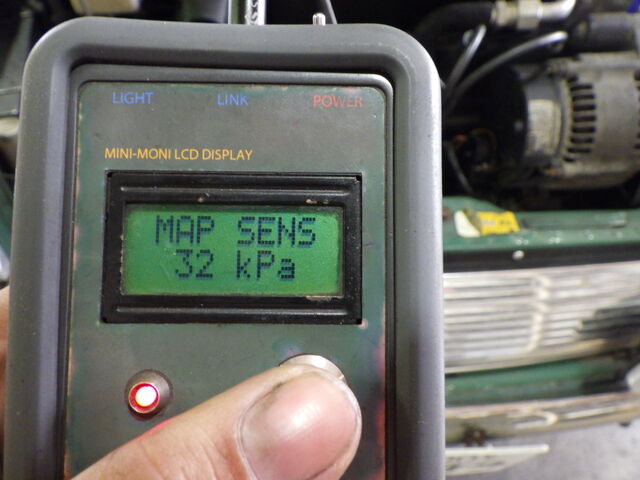 LIGHT LINK POWER
MINI-MONI LCD DISPLAY
MAP SENS
32 kPa